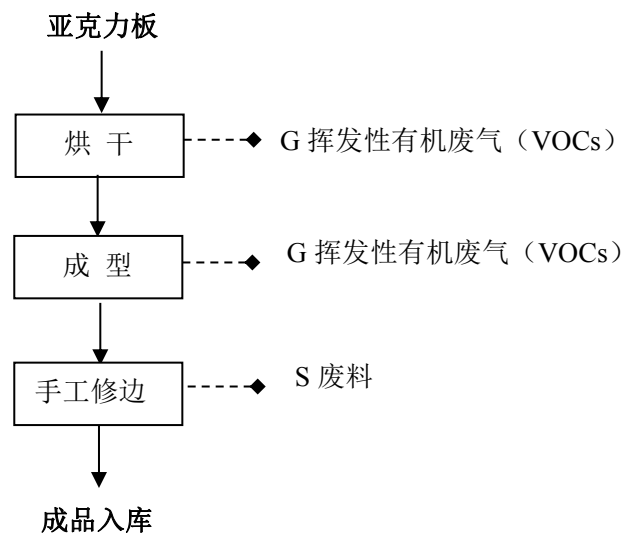 亚克力板
烘 干
G 挥发性有机废气（VOCs）
成 型
G 挥发性有机废气（VOCs）
手工修边
S 废料
成品入库